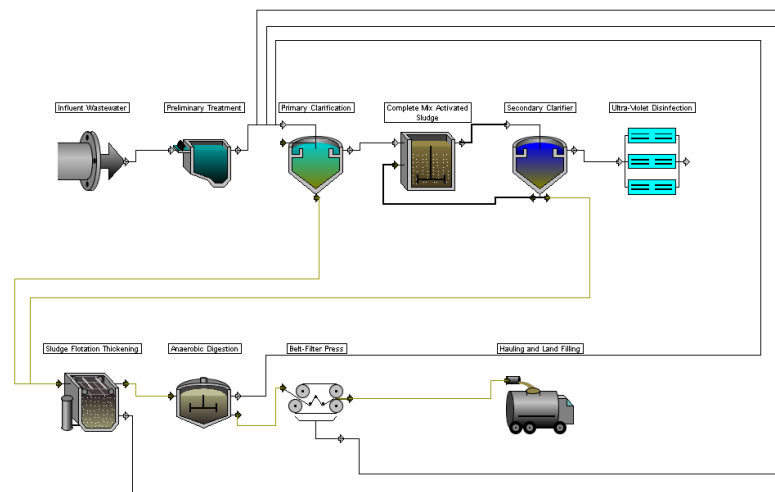 Influent Wastewater
Preliminary Treatment
Primary Clarification
Complete Mix Activated
Sludge
Secondary Clarifier
Ultra-Violet Disinfection
Sludge Flotation Thickening
Anaerobic Digestion
Belt-Filter Press
Hauling and Land Filling